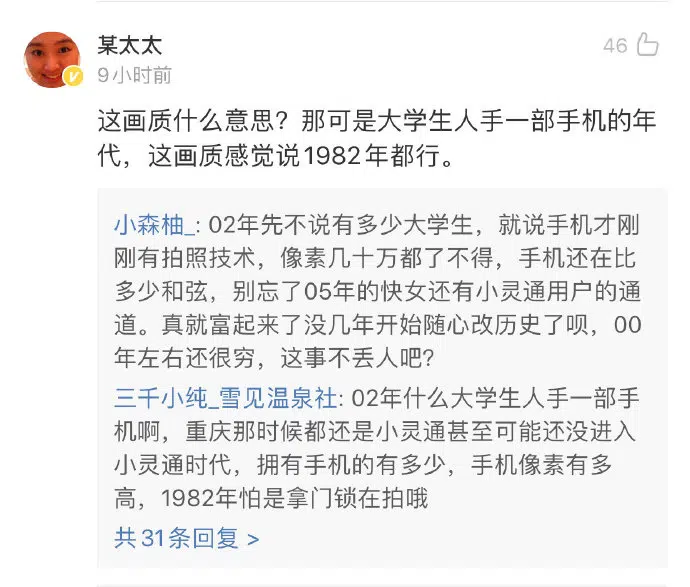 某太太
46
9小时前
这画质什么意思？那可是大学生人手一部手机的年
代，这画质感觉说1982年都行。
小森柚_: 02年先不说有多少大学生，就说手机才刚
刚有拍照技术，像素几十万都了不得，手机还在比
多少和弦，别忘了05年的快女还有小灵通用户的通
道。真就富起来了没几年开始随心改历史了呗，00
年左右还很穷，这事不丢人吧？
三千小纯_雪见温泉社: 02年什么大学生人手一部手
机啊，重庆那时候都还是小灵通甚至可能还没进入
小灵通时代，拥有手机的有多少，手机像素有多
高，1982年怕是拿门锁在拍哦
共31条回复 >